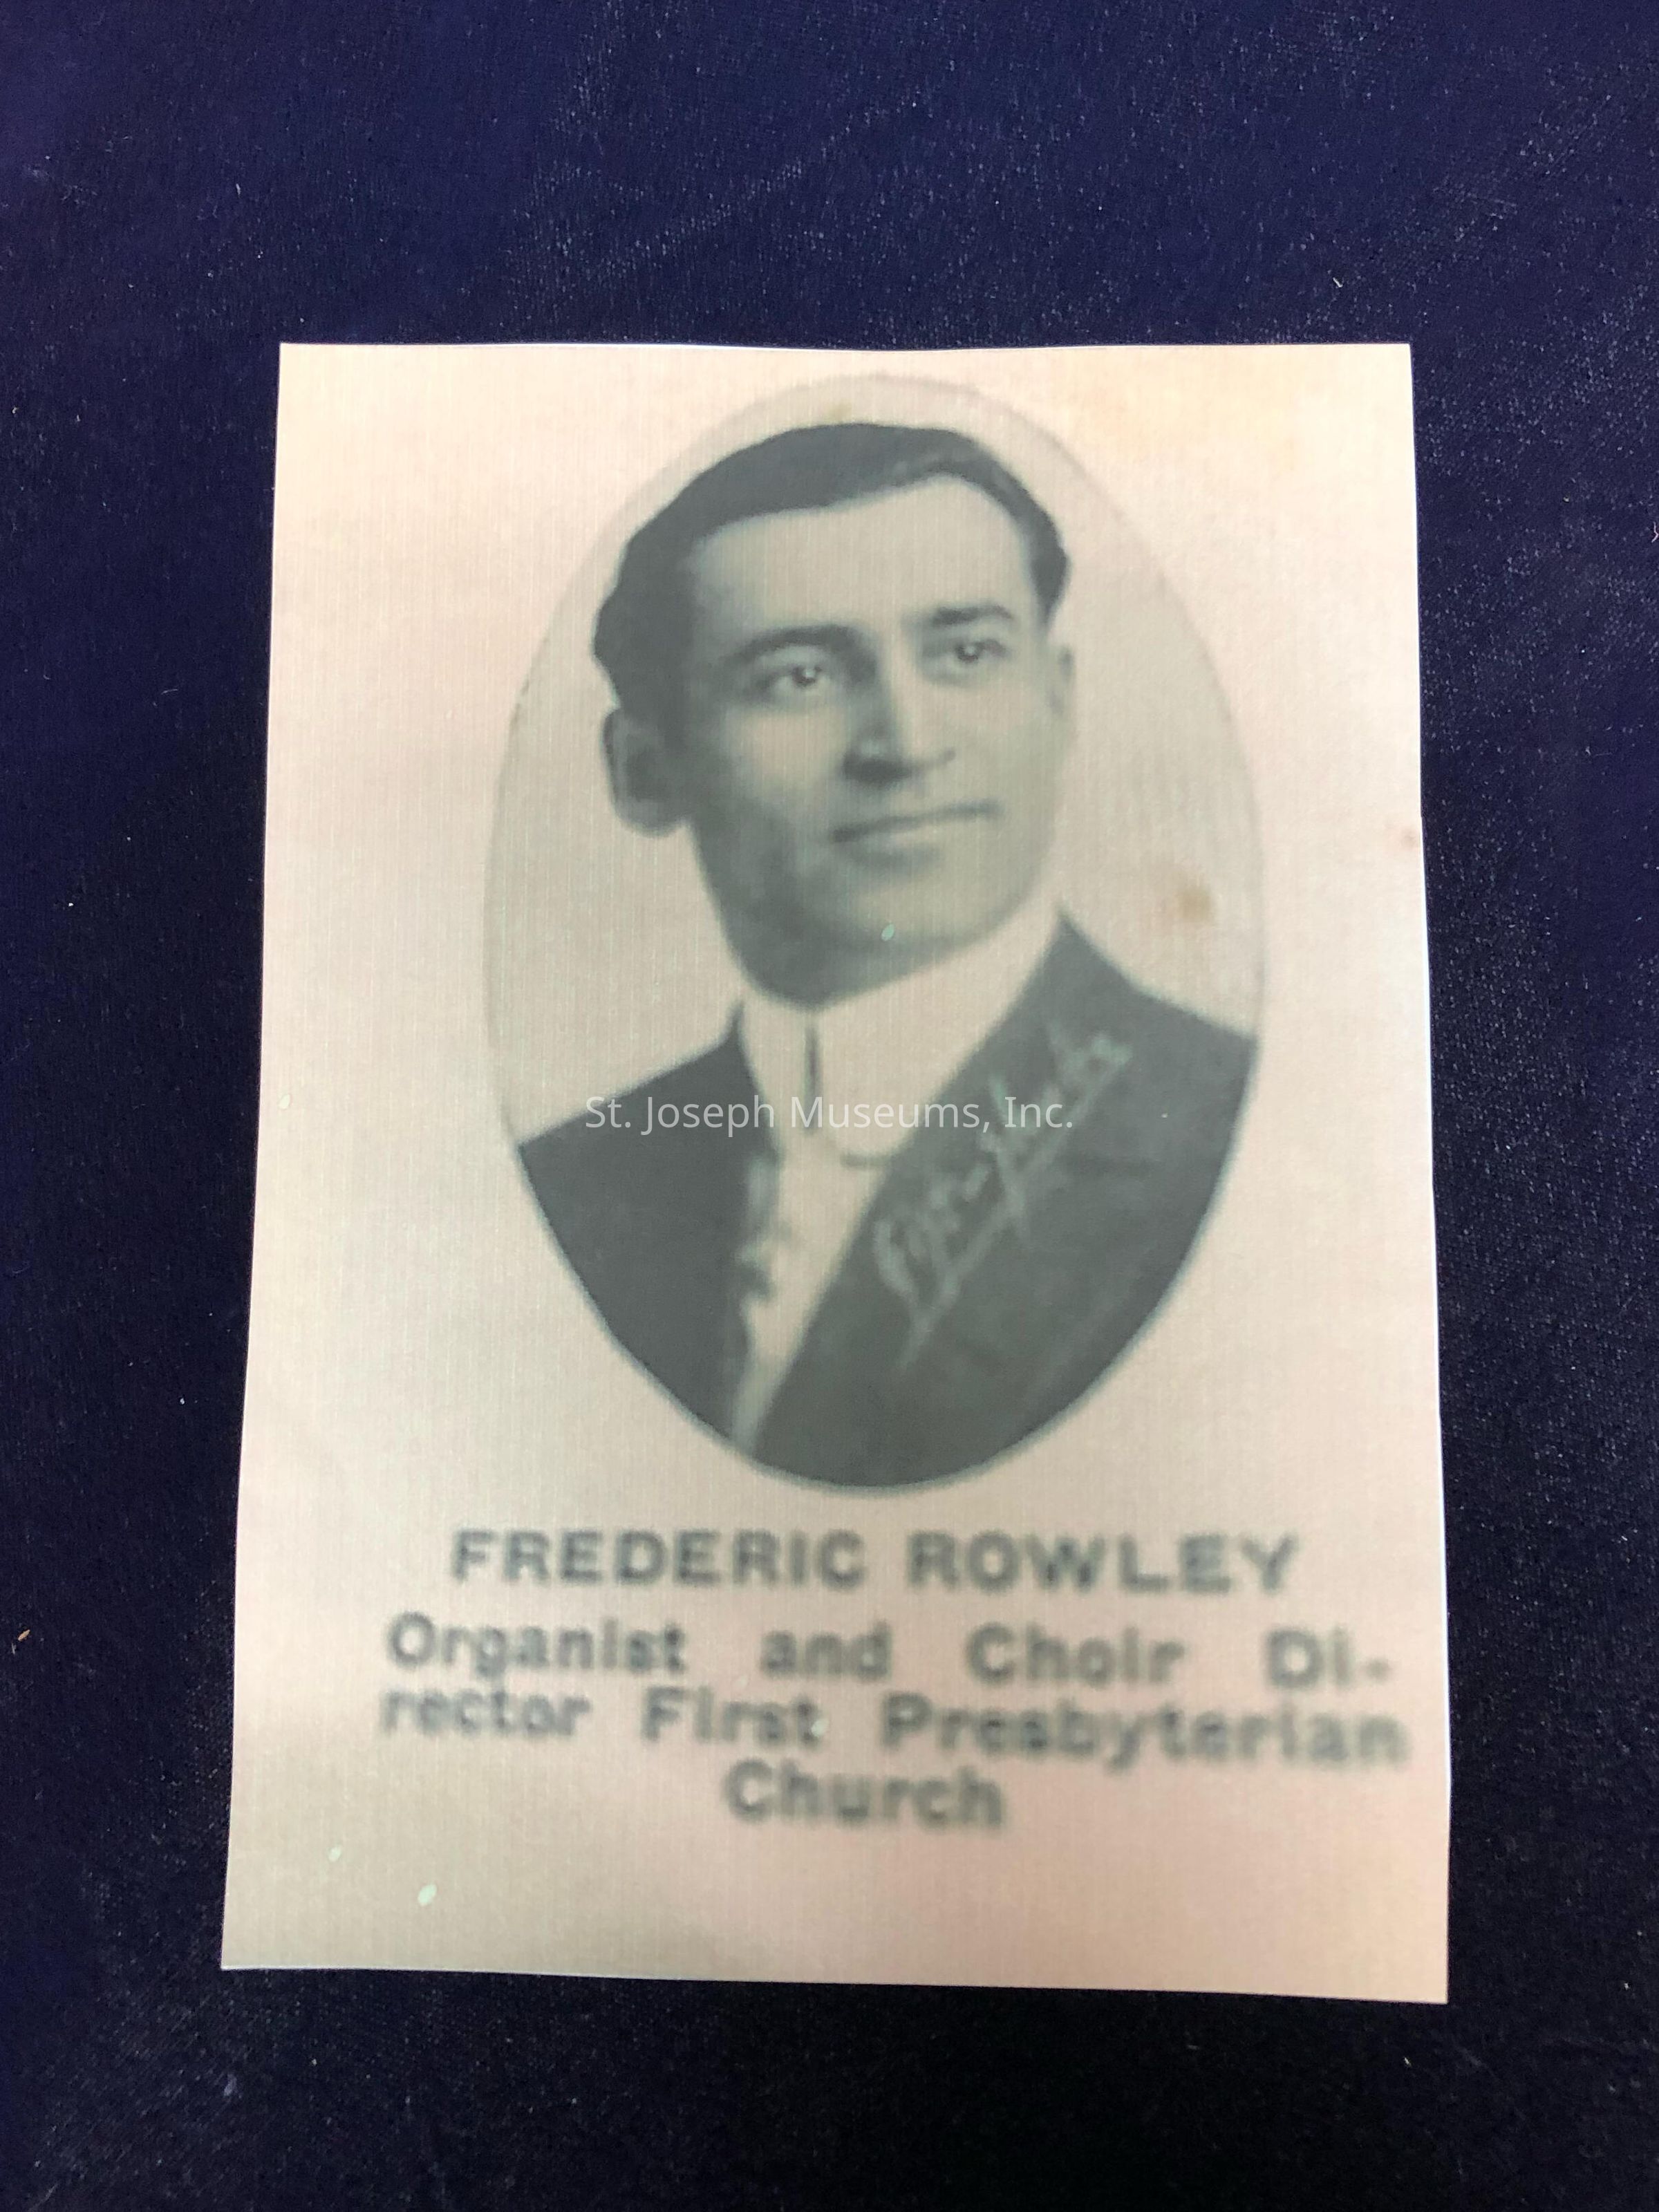 St. Joseph Museums, Inc.
FREDERIC ROWLEY
Organist and Choir Di-
rector First Presbyterian
Church